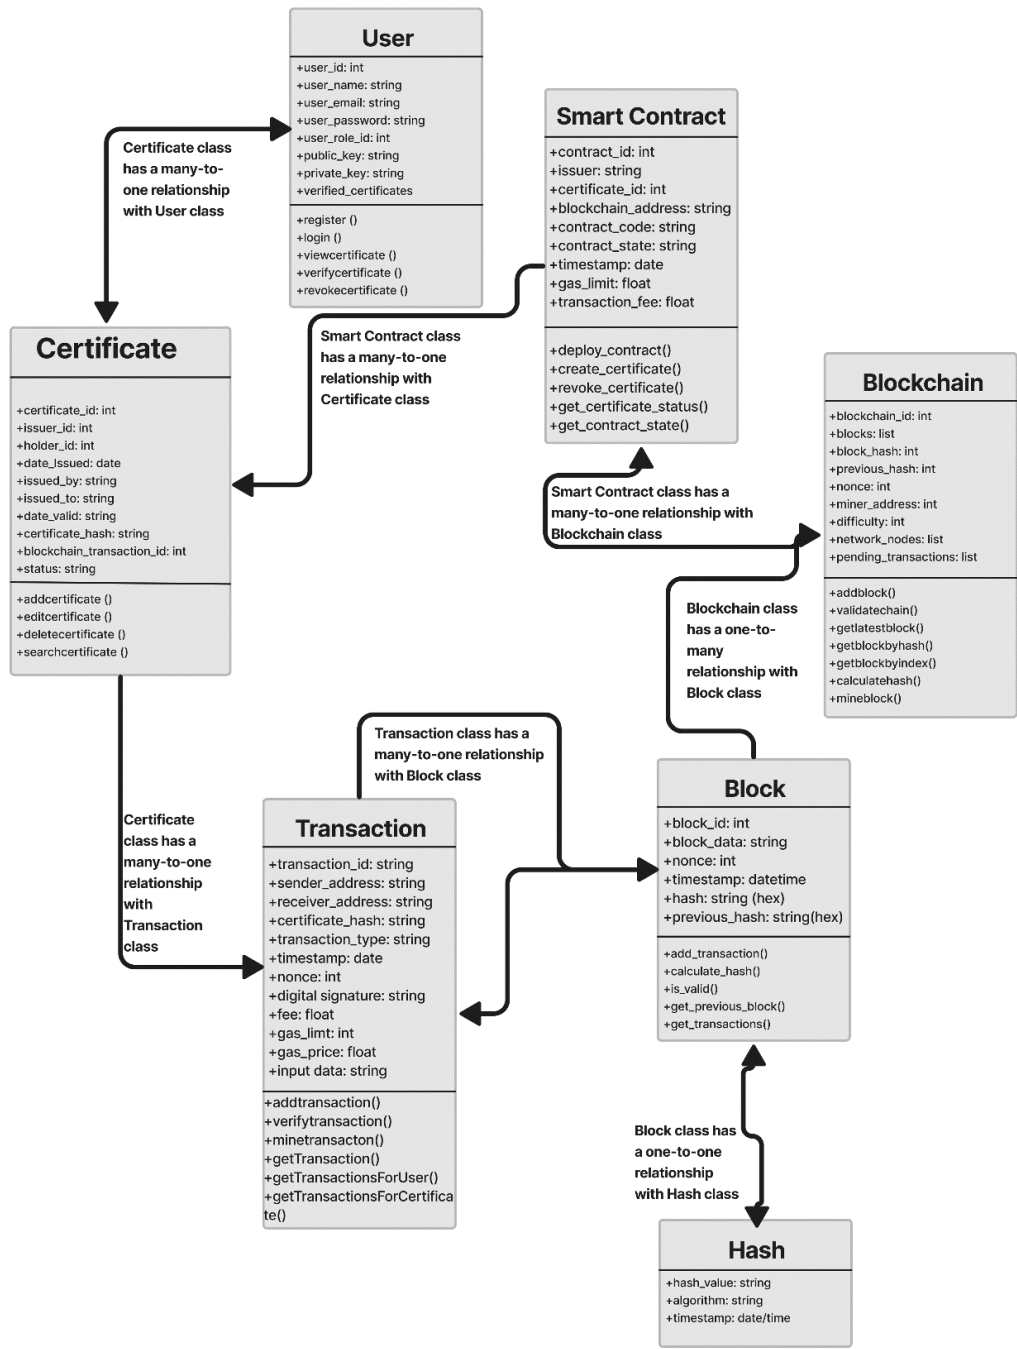 User
+user_id: int
+user_name: string
+user_email: string
+user_password: string
+user_role_id: int
+public_key: string
+private_key: string
+verified_certificates
+register ()
+login ()
+viewcertificate ()
+verifycertificate ()
+revokecertificate ()
Certificate class
has a many-to-
one relationship
with User class
Smart Contract
+contract_id: int
+issuer: string
+certificate_id: int
+blockchain_address: string
+contract_code: string
+contract_state: string
+timestamp: date
+gas_limit: float
+transaction_fee: float
+deploy_contract()
+create_certificate()
+revoke_certificate()
+get_certificate_status()
+get_contract_state()
Smart Contract class
has a many-to-one
relationship with
Certificate class
Certificate
+certificate_id: int
+issuer_id: int
+holder_id: int
+date_Issued: date
+issued_by: string
+issued_to: string
+date_valid: string
+certificate_hash: string
+blockchain_transaction_id: int
+status: string
+addcertificate ()
+editcertificate ()
+deletecertificate ()
+searchcertificate ()
Blockchain
+blockchain_id: int
+blocks: list
+block_hash: int
+previous_hash: int
+nonce: int
+miner_address: int
+difficulty: int
+network_nodes: list
+pending_transactions: list
+addblock()
+validatechain()
+getlatestblock()
+getblockbyhash()
+getblockbyindex()
+calculatehash()
+mineblock()
Smart Contract class has a
many-to-one relationship with
Blockchain class
Blockchain class
has a one-to-
many
relationship with
Block class
Transaction class has a
many-to-one relationship
with Block class
Certificate
class has a
many-to-one
relationship
with
Transaction
class
Transaction
+transaction_id: string
+sender_address: string
+receiver_address: string
+certificate_hash: string
+transaction_type: string
+timestamp: date
+nonce: int
+digital signature: string
+fee: float
+gas_limt: int
+gas_price: float
+input data: string
+addtransaction()
+verifytransaction()
+minetransacton()
+getTransaction()
+getTransactionsForUser()
+getTransactionsForCertifica
te()
Block
+block_id: int
+block_data: string
+nonce: int
+timestamp: datetime
+hash: string (hex)
+previous_hash: string(hex)
+add_transaction()
+calculate_hash()
+is_valid()
+get_previous_block()
+get_transactions()
Block class has
a one-to-one
relationship
with Hash class
Hash
+hash_value: string
+algorithm: string
+timestamp: date/time